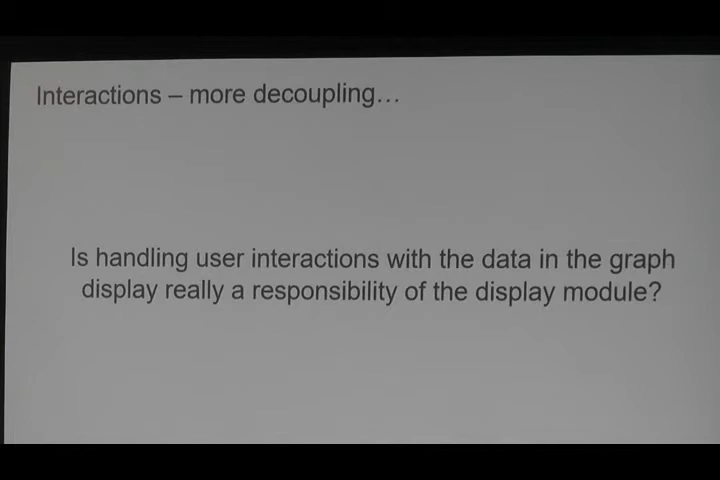 Interactions – more decoupling…
Is handling user interactions with the data in the graph
display really a responsibility of the display module?